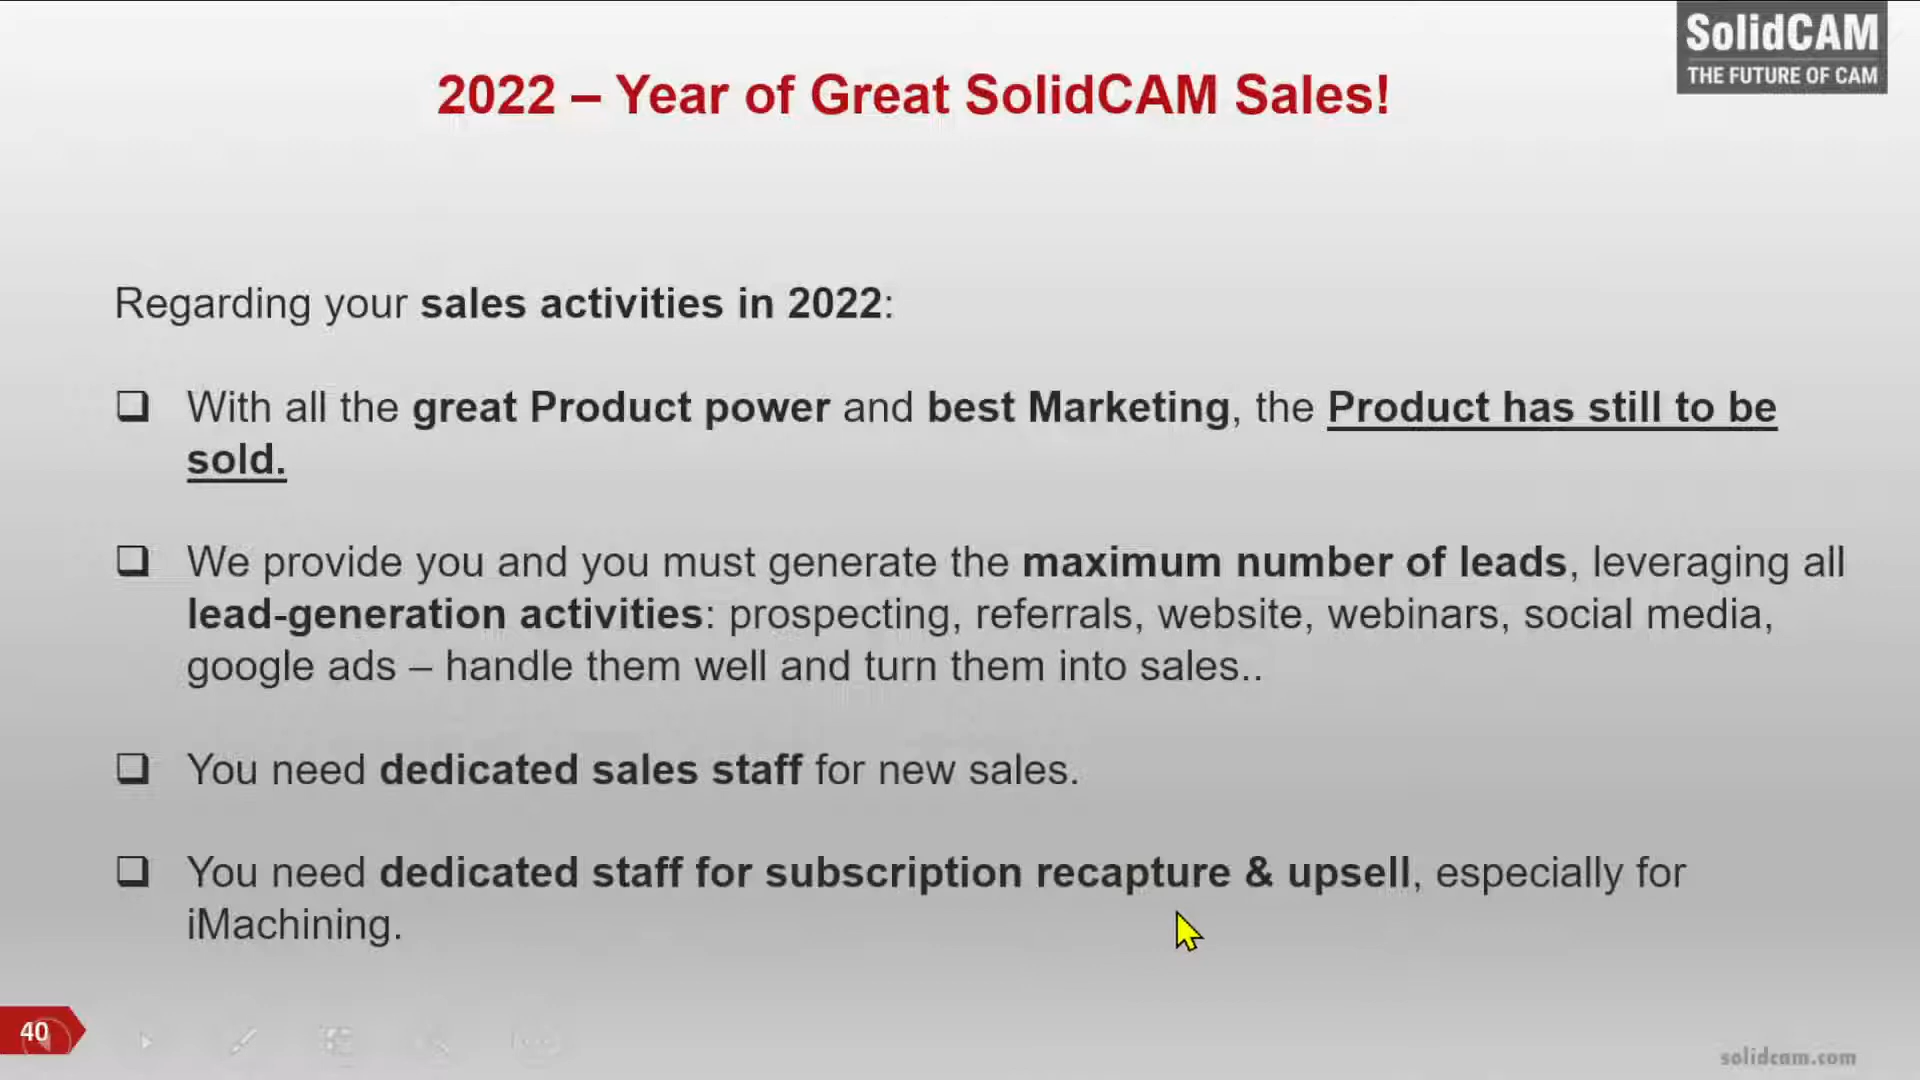 SolidCAM
THE FUTURE OF CAM
2022 – Year of Great SolidCAM Sales!
Regarding your sales activities in 2022:
❑ With all the great Product power and best Marketing, the Product has still to be
sold.
❑ We provide you and you must generate the maximum number of leads, leveraging all
lead-generation activities: prospecting, referrals, website, webinars, social media,
google ads – handle them well and turn them into sales..
❑ You need dedicated sales staff for new sales.
❑ You need dedicated staff for subscription recapture & upsell, especially for
iMachining.
40
solidcam.com